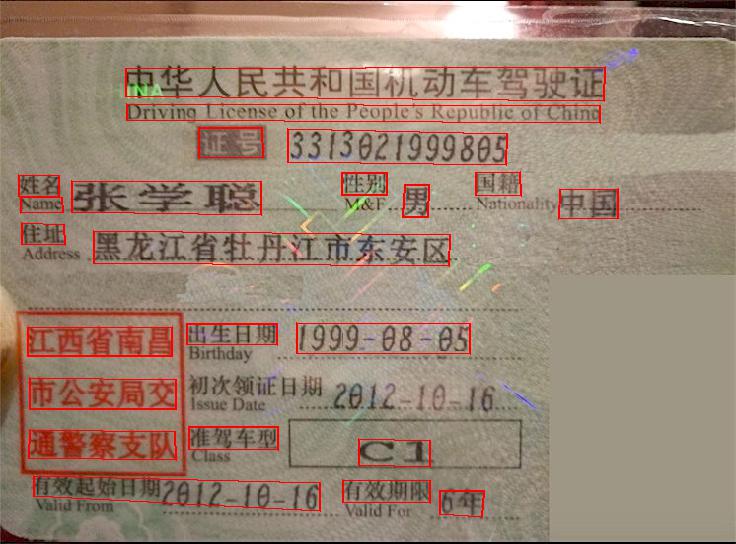 中华人民共和国机动车驾驶证
Driving License of the People's Republic of China
证号 3313021999805
姓名 张学聪 性别 男 国籍 中国
Name M&F Nationality
住址 黑龙江省牡丹江市东安区
Address
江西省南昌
市公安局交
通警察支队
出生日期 1999-08-05
Birthday
初次领证日期 2012-10-16
Issue Date
准驾车型 C1
Class
有效起始日期 2012-10-16 有效期限 6年
Valid From Valid For